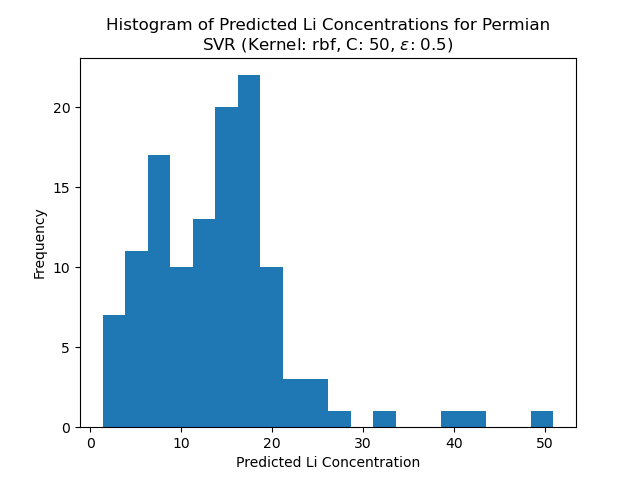 Histogram of Predicted Li Concentrations for Permian
SVR (Kernel: rbf, C: 50, ε: 0.5)
20
15
10
5
0
Frequency
0 10 20 30 40 50
Predicted Li Concentration